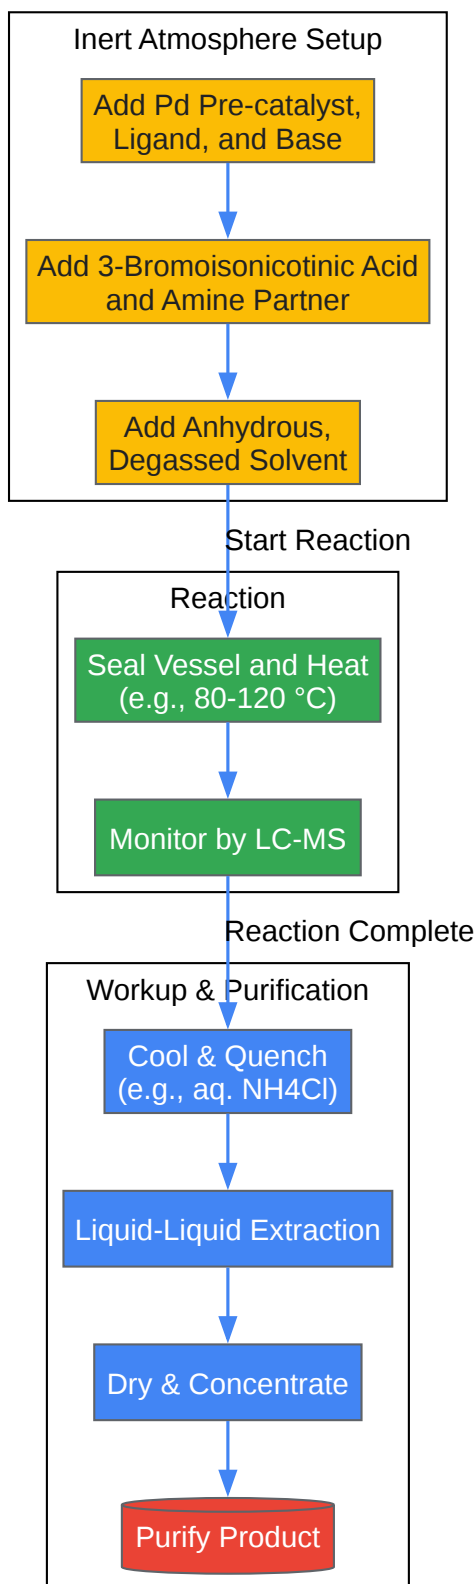 Inert Atmosphere Setup
Add Pd Pre-catalyst,
Ligand, and Base
Add 3-Bromoisonicotinic Acid
and Amine Partner
Add Anhydrous,
Degassed Solvent
Start Reaction
Reaction
Seal Vessel and Heat
(e.g., 80-120 °C)
Monitor by LC-MS
Reaction Complete
Workup & Purification
Cool & Quench
(e.g., aq. NH4Cl)
Liquid-Liquid Extraction
Dry & Concentrate
Purify Product